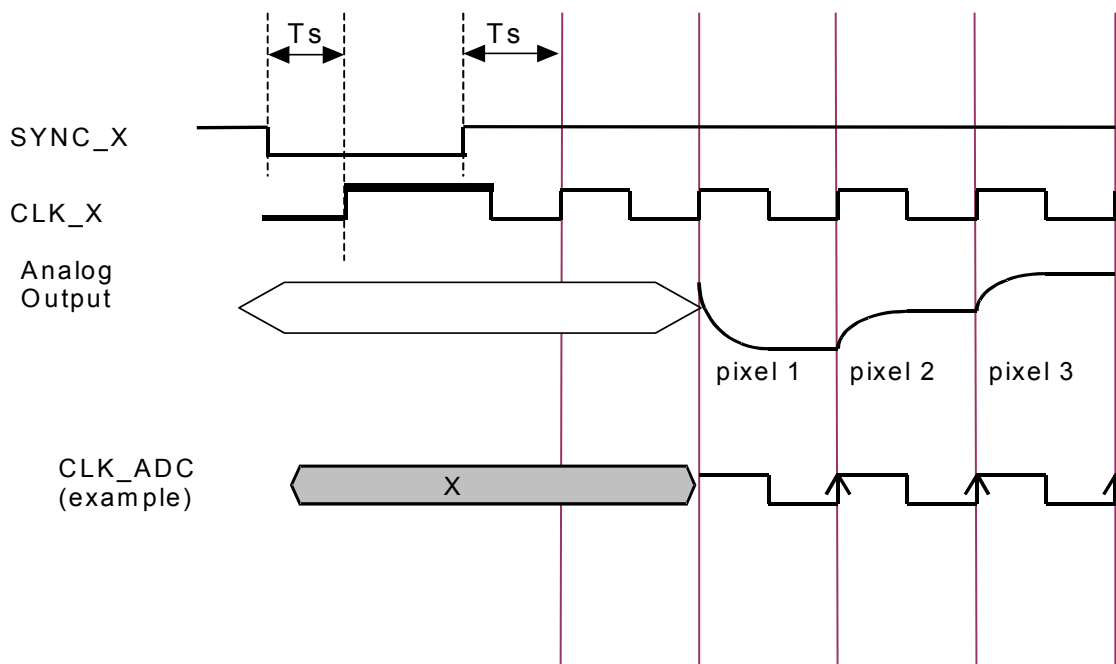 Ts Ts
SYNC_X
CLK_X
Analog
Output
pixel 1 pixel 2 pixel 3
CLK_ADC
(example)
X